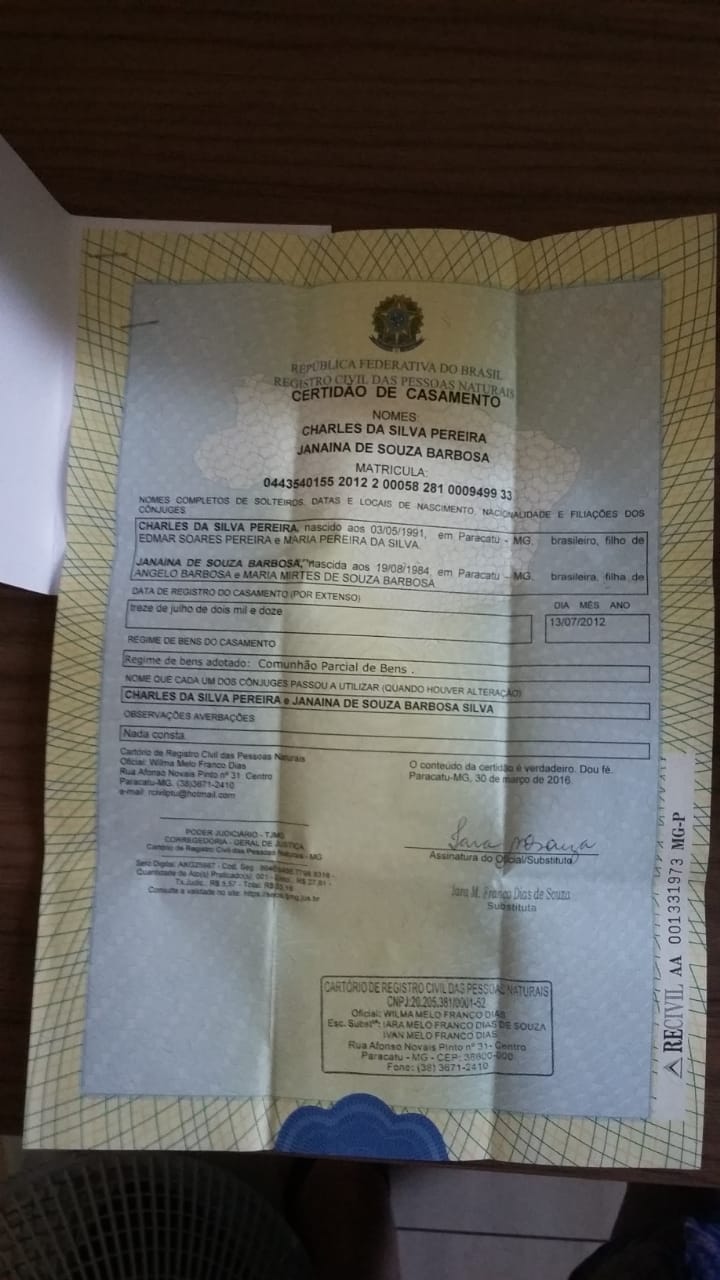 REPÚBLICA FEDERATIVA DO BRASIL
REGISTRO CIVIL DAS PESSOAS NATURAIS
CERTIDÃO DE CASAMENTO
NOMES:
CHARLES DA SILVA PEREIRA
JANAINA DE SOUZA BARBOSA
MATRICULA:
0443540155 2012 2 00058 281 0009499 33
NOMES COMPLETOS DE SOLTEIROS, DATAS E LOCAIS DE NASCIMENTO, NACIONALIDADE E FILIAÇÕES DOS
CÔNJUGES
CHARLES DA SILVA PEREIRA, nascido aos 03/05/1991, em Paracatu - MG, brasileiro, filho de
EDMAR SOARES PEREIRA e MARIA PEREIRA DA SILVA.
JANAINA DE SOUZA BARBOSA, nascida aos 19/08/1984, em Paracatu - MG, brasileira, filha de
ANGELO BARBOSA e MARIA MIRTES DE SOUZA BARBOSA
DATA DE REGISTRO DO CASAMENTO (POR EXTENSO)
DIA MÊS ANO
treze de julho de dois mil e doze
13/07/2012
REGIME DE BENS DO CASAMENTO
Regime de bens adotado: Comunhão Parcial de Bens .
NOME QUE CADA UM DOS CÔNJUGES PASSOU A UTILIZAR (QUANDO HOUVER ALTERAÇÃO)
CHARLES DA SILVA PEREIRA e JANAINA DE SOUZA BARBOSA SILVA
OBSERVAÇÕES AVERBAÇÕES
Nada consta.
Cartório de Registro Civil das Pessoas Naturais
Oficial: Wilma Melo Franco Dias
Rua Afonso Novais Pinto nº 31 Centro
Paracatu-MG. (38)3671-2410
e-mail: rcivilptu@hotmail.com
O conteúdo da certidão é verdadeiro. Dou fé.
Paracatu-MG, 30 de março de 2016.
PODER JUDICIÁRIO - TJMG
CORREGEDORIA - GERAL DE JUSTIÇA
Cartório de Registro Civil das Pessoas Naturais - MG
Selo Digital: - Cod. Seg.
Quantidade de Ato(s) Praticado(s): 001 -
Tx.Judic.: R$ 5,57 - Total: R$
Consulte a validade no site: https://selos.tjmg.jus.br
Assinatura do Oficial/Substituto
Iara M. Franco Dias de Souza
Substituta
CARTÓRIO DE REGISTRO CIVIL DAS PESSOAS NATURAIS
CNPJ:20.205.381/0001-52
Oficial: WILMA MELO FRANCO DIAS
Esc. Substªˢ: IARA MELO FRANCO DIAS DE SOUZA
IVAN MELO FRANCO DIAS
Rua Afonso Novais Pinto nº 31- Centro
Paracatu - MG - CEP: 38600-000
Fone: (38) 3671-2410
RECIVIL AA 001331973 MG-P